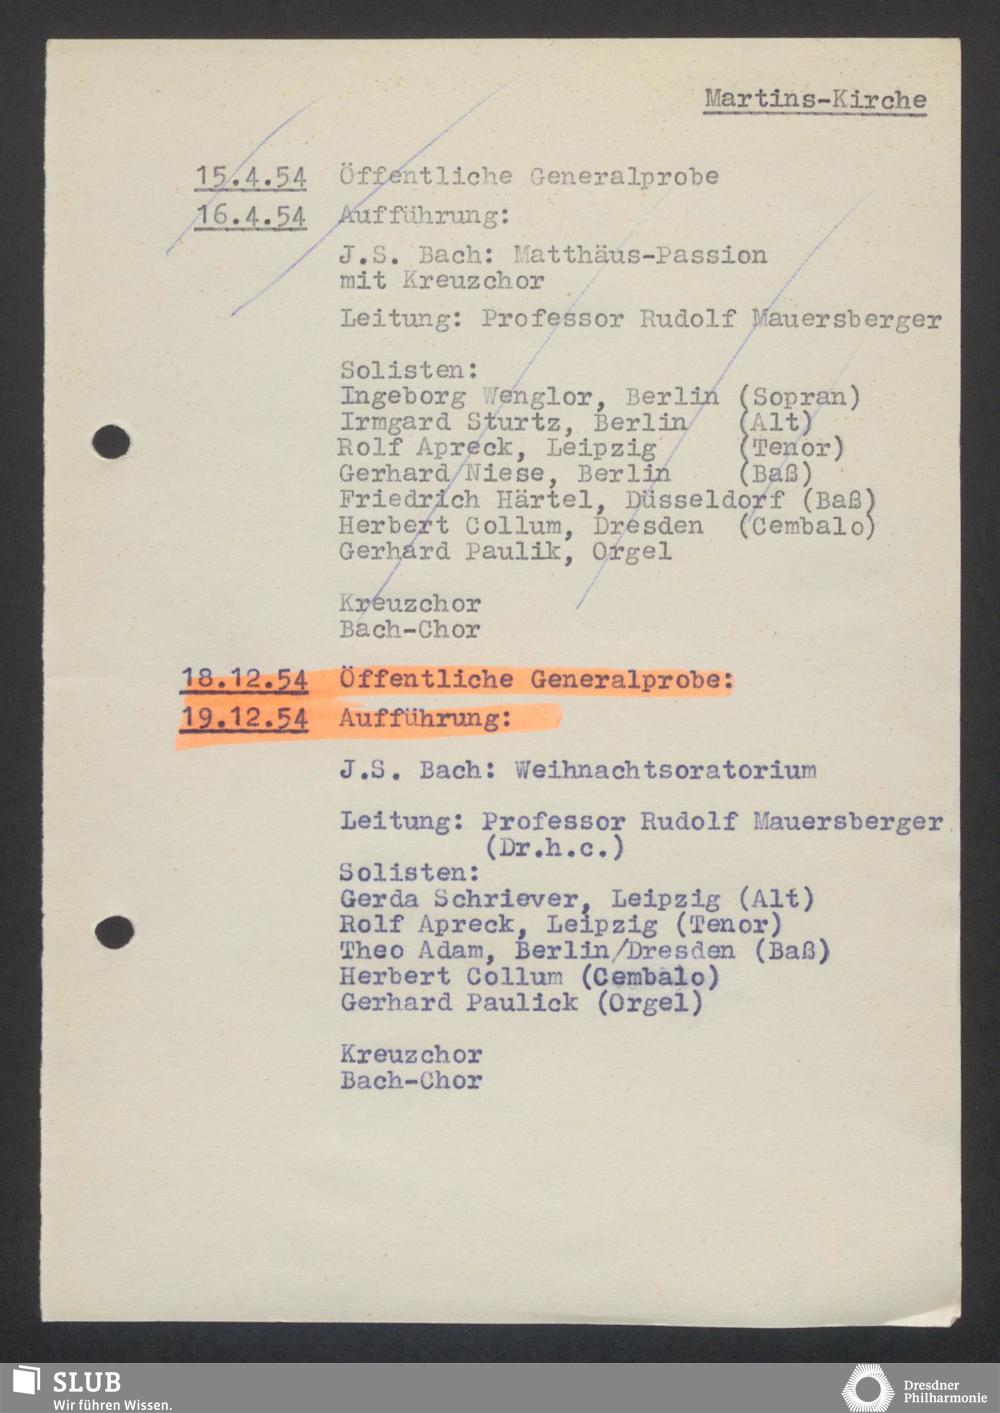 Martins-Kirche
15.4.54 Öffentliche Generalprobe
16.4.54 Aufführung:
J.S. Bach: Matthäus-Passion
mit Kreuzchor
Leitung: Professor Rudolf Mauersberger
Solisten:
Ingeborg Wenglor, Berlin (Sopran)
Irmgard Sturtz, Berlin (Alt)
Rolf Apreck, Leipzig (Tenor)
Gerhard Niese, Berlin (Baß)
Friedrich Härtel, Düsseldorf (Baß)
Herbert Collum, Dresden (Cembalo)
Gerhard Paulik, Orgel
Kreuzchor
Bach-Chor
18.12.54 Öffentliche Generalprobe:
19.12.54 Aufführung:
J.S. Bach: Weihnachtsoratorium
Leitung: Professor Rudolf Mauersberger
(Dr.h.c.)
Solisten:
Gerda Schriever, Leipzig (Alt)
Rolf Apreck, Leipzig (Tenor)
Theo Adam, Berlin/Dresden (Baß)
Herbert Collum (Cembalo)
Gerhard Paulick (Orgel)
Kreuzchor
Bach-Chor
SLUB
Wir führen Wissen.
Dresdner
Philharmonie